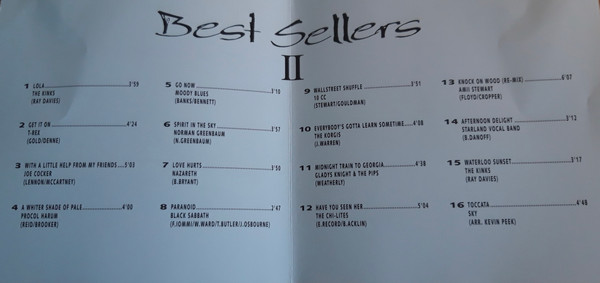 Best Sellers
II
1 LOLA 3'59
THE KINKS
(RAY DAVIES)
2 GET IT ON 4'24
T-REX
(GOLD/DENNE)
3 WITH A LITTLE HELP FROM MY FRIENDS 5'03
JOE COCKER
(LENNON/MCCARTNEY)
4 A WHITER SHADE OF PALE 4'00
PROCOL HARUM
(REID/BROOKER)
5 GO NOW 3'10
MOODY BLUES
(BANKS/BENNETT)
6 SPIRIT IN THE SKY 3'57
NORMAN GREENBAUM
(N.GREENBAUM)
7 LOVE HURTS 3'50
NAZARETH
(B.BRYANT)
8 PARANOID 2'47
BLACK SABBATH
(F.IOMMI/W.WARD/T.BUTLER/J.OSBOURNE)
9 WALLSTREET SHUFFLE 3'51
10 CC
(STEWART/GOULDMAN)
10 EVERYBODY'S GOTTA LEARN SOMETIME 4'08
THE KORGIS
(J.WARREN)
11 MIDNIGHT TRAIN TO GEORGIA 4'38
GLADYS KNIGHT & THE PIPS
(WEATHERLY)
12 HAVE YOU SEEN HER 5'04
THE CHI-LITES
(E.RECORD/B.ACKLIN)
13 KNOCK ON WOOD (RE-MIX) 6'07
AMII STEWART
(FLOYD/CROPPER)
14 AFTERNOON DELIGHT 3'13
STARLAND VOCAL BAND
(B.DANOFF)
15 WATERLOO SUNSET 3'17
THE KINKS
(RAY DAVIES)
16 TOCCATA 4'48
SKY
(ARR. KEVIN PEEK)